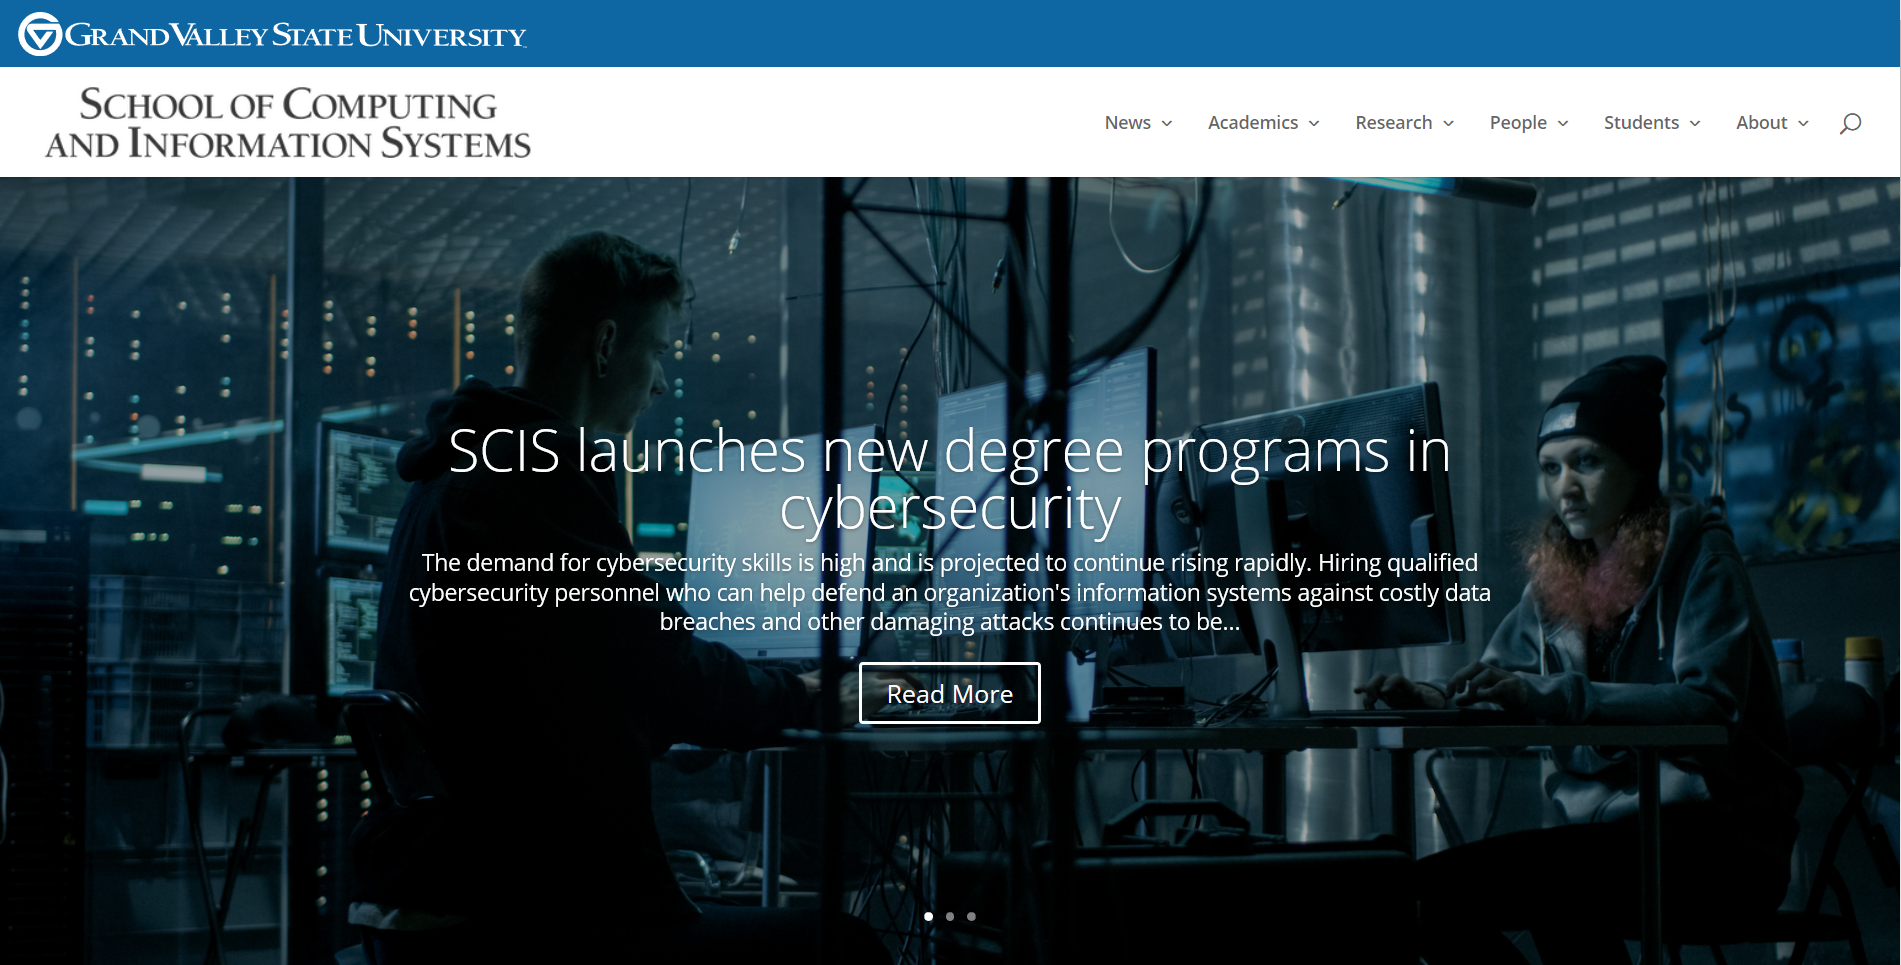 GRAND VALLEY STATE UNIVERSITY
SCHOOL OF COMPUTING
AND INFORMATION SYSTEMS
News Academics Research People Students About
SCIS launches new degree programs in
cybersecurity
The demand for cybersecurity skills is high and is projected to continue rising rapidly. Hiring qualified
cybersecurity personnel who can help defend an organization's information systems against costly data
breaches and other damaging attacks continues to be...
Read More